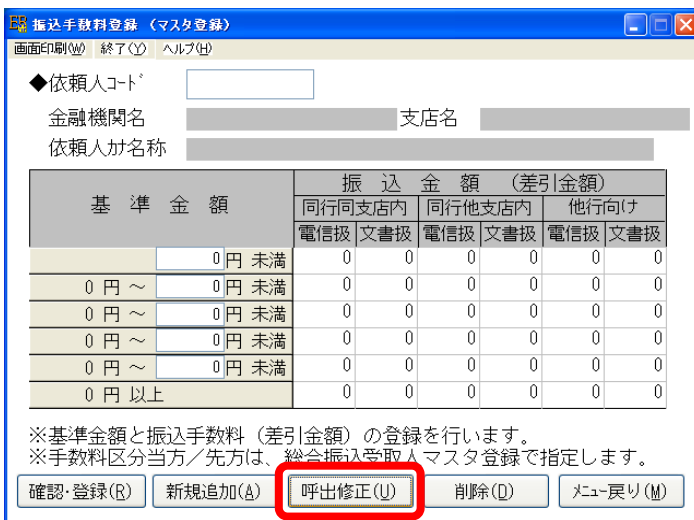 EB 振込手数料登録 (マスタ登録)
画面印刷(W) 終了(Y) ヘルプ(H)
◆依頼人ｺｰﾄﾞ
金融機関名 支店名
依頼人ｶﾅ名称
基 準 金 額 振 込 金 額 (差引金額)
同行同支店内 同行他支店内 他行向け
電信扱 文書扱 電信扱 文書扱 電信扱 文書扱
0 円 未満 0 0 0 0 0 0
0 円 ～ 0 円 未満 0 0 0 0 0 0
0 円 ～ 0 円 未満 0 0 0 0 0 0
0 円 ～ 0 円 未満 0 0 0 0 0 0
0 円 ～ 0 円 未満 0 0 0 0 0 0
0 円 以上 0 0 0 0 0 0
※基準金額と振込手数料（差引金額）の登録を行います。
※手数料区分当方／先方は、総合振込受取人マスタ登録で指定します。
確認･登録(R) 新規追加(A) 呼出修正(U) 削除(D) ﾒﾆｭｰ戻り(M)